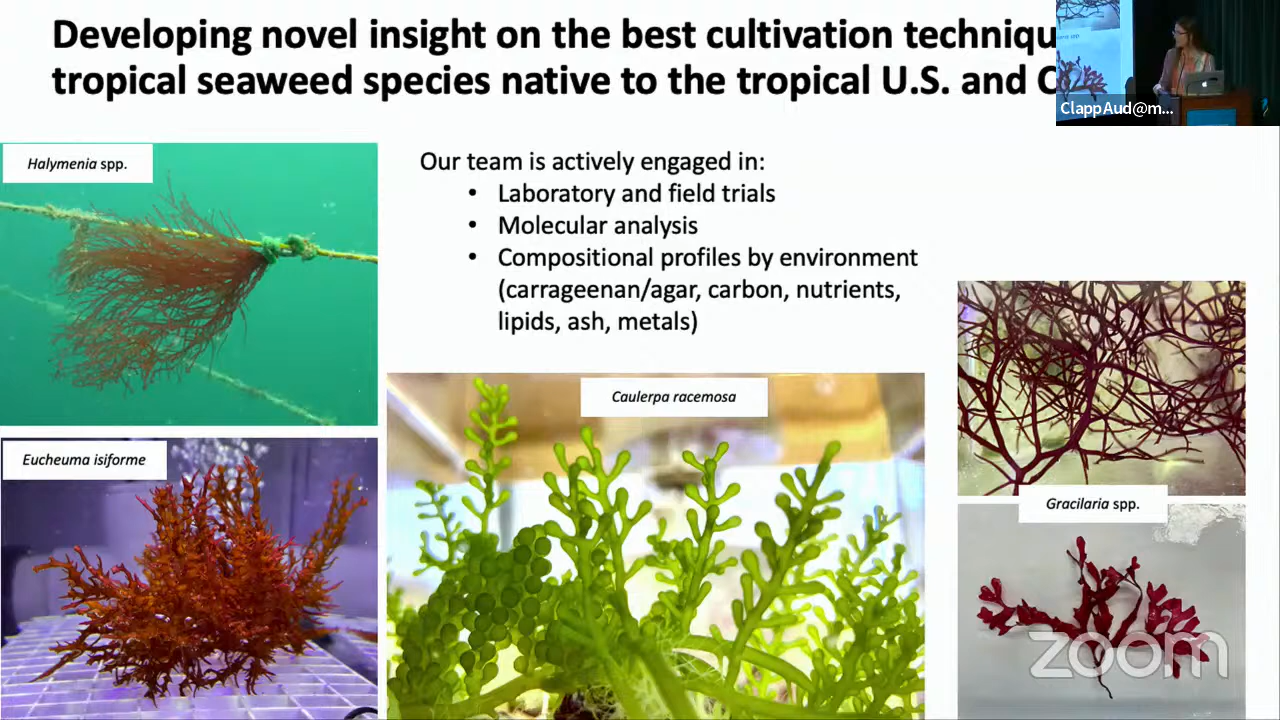 Developing novel insight on the best cultivation techniqu
tropical seaweed species native to the tropical U.S. and
ClappAud@m...
Halymenia spp.
Our team is actively engaged in:
• Laboratory and field trials
• Molecular analysis
• Compositional profiles by environment
(carrageenan/agar, carbon, nutrients,
lipids, ash, metals)
Caulerpa racemosa
Eucheuma isiforme
Gracilaria spp.
zoom